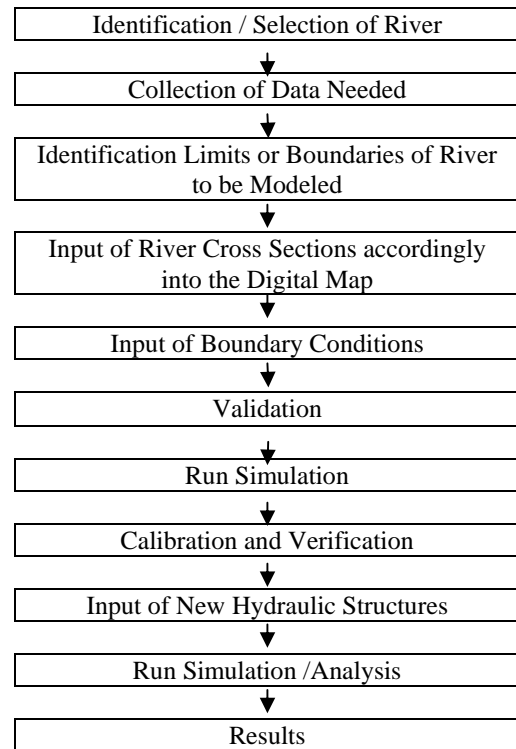 Identification / Selection of River
Collection of Data Needed
Identification Limits or Boundaries of River
to be Modeled
Input of River Cross Sections accordingly
into the Digital Map
Input of Boundary Conditions
Validation
Run Simulation
Calibration and Verification
Input of New Hydraulic Structures
Run Simulation /Analysis
Results